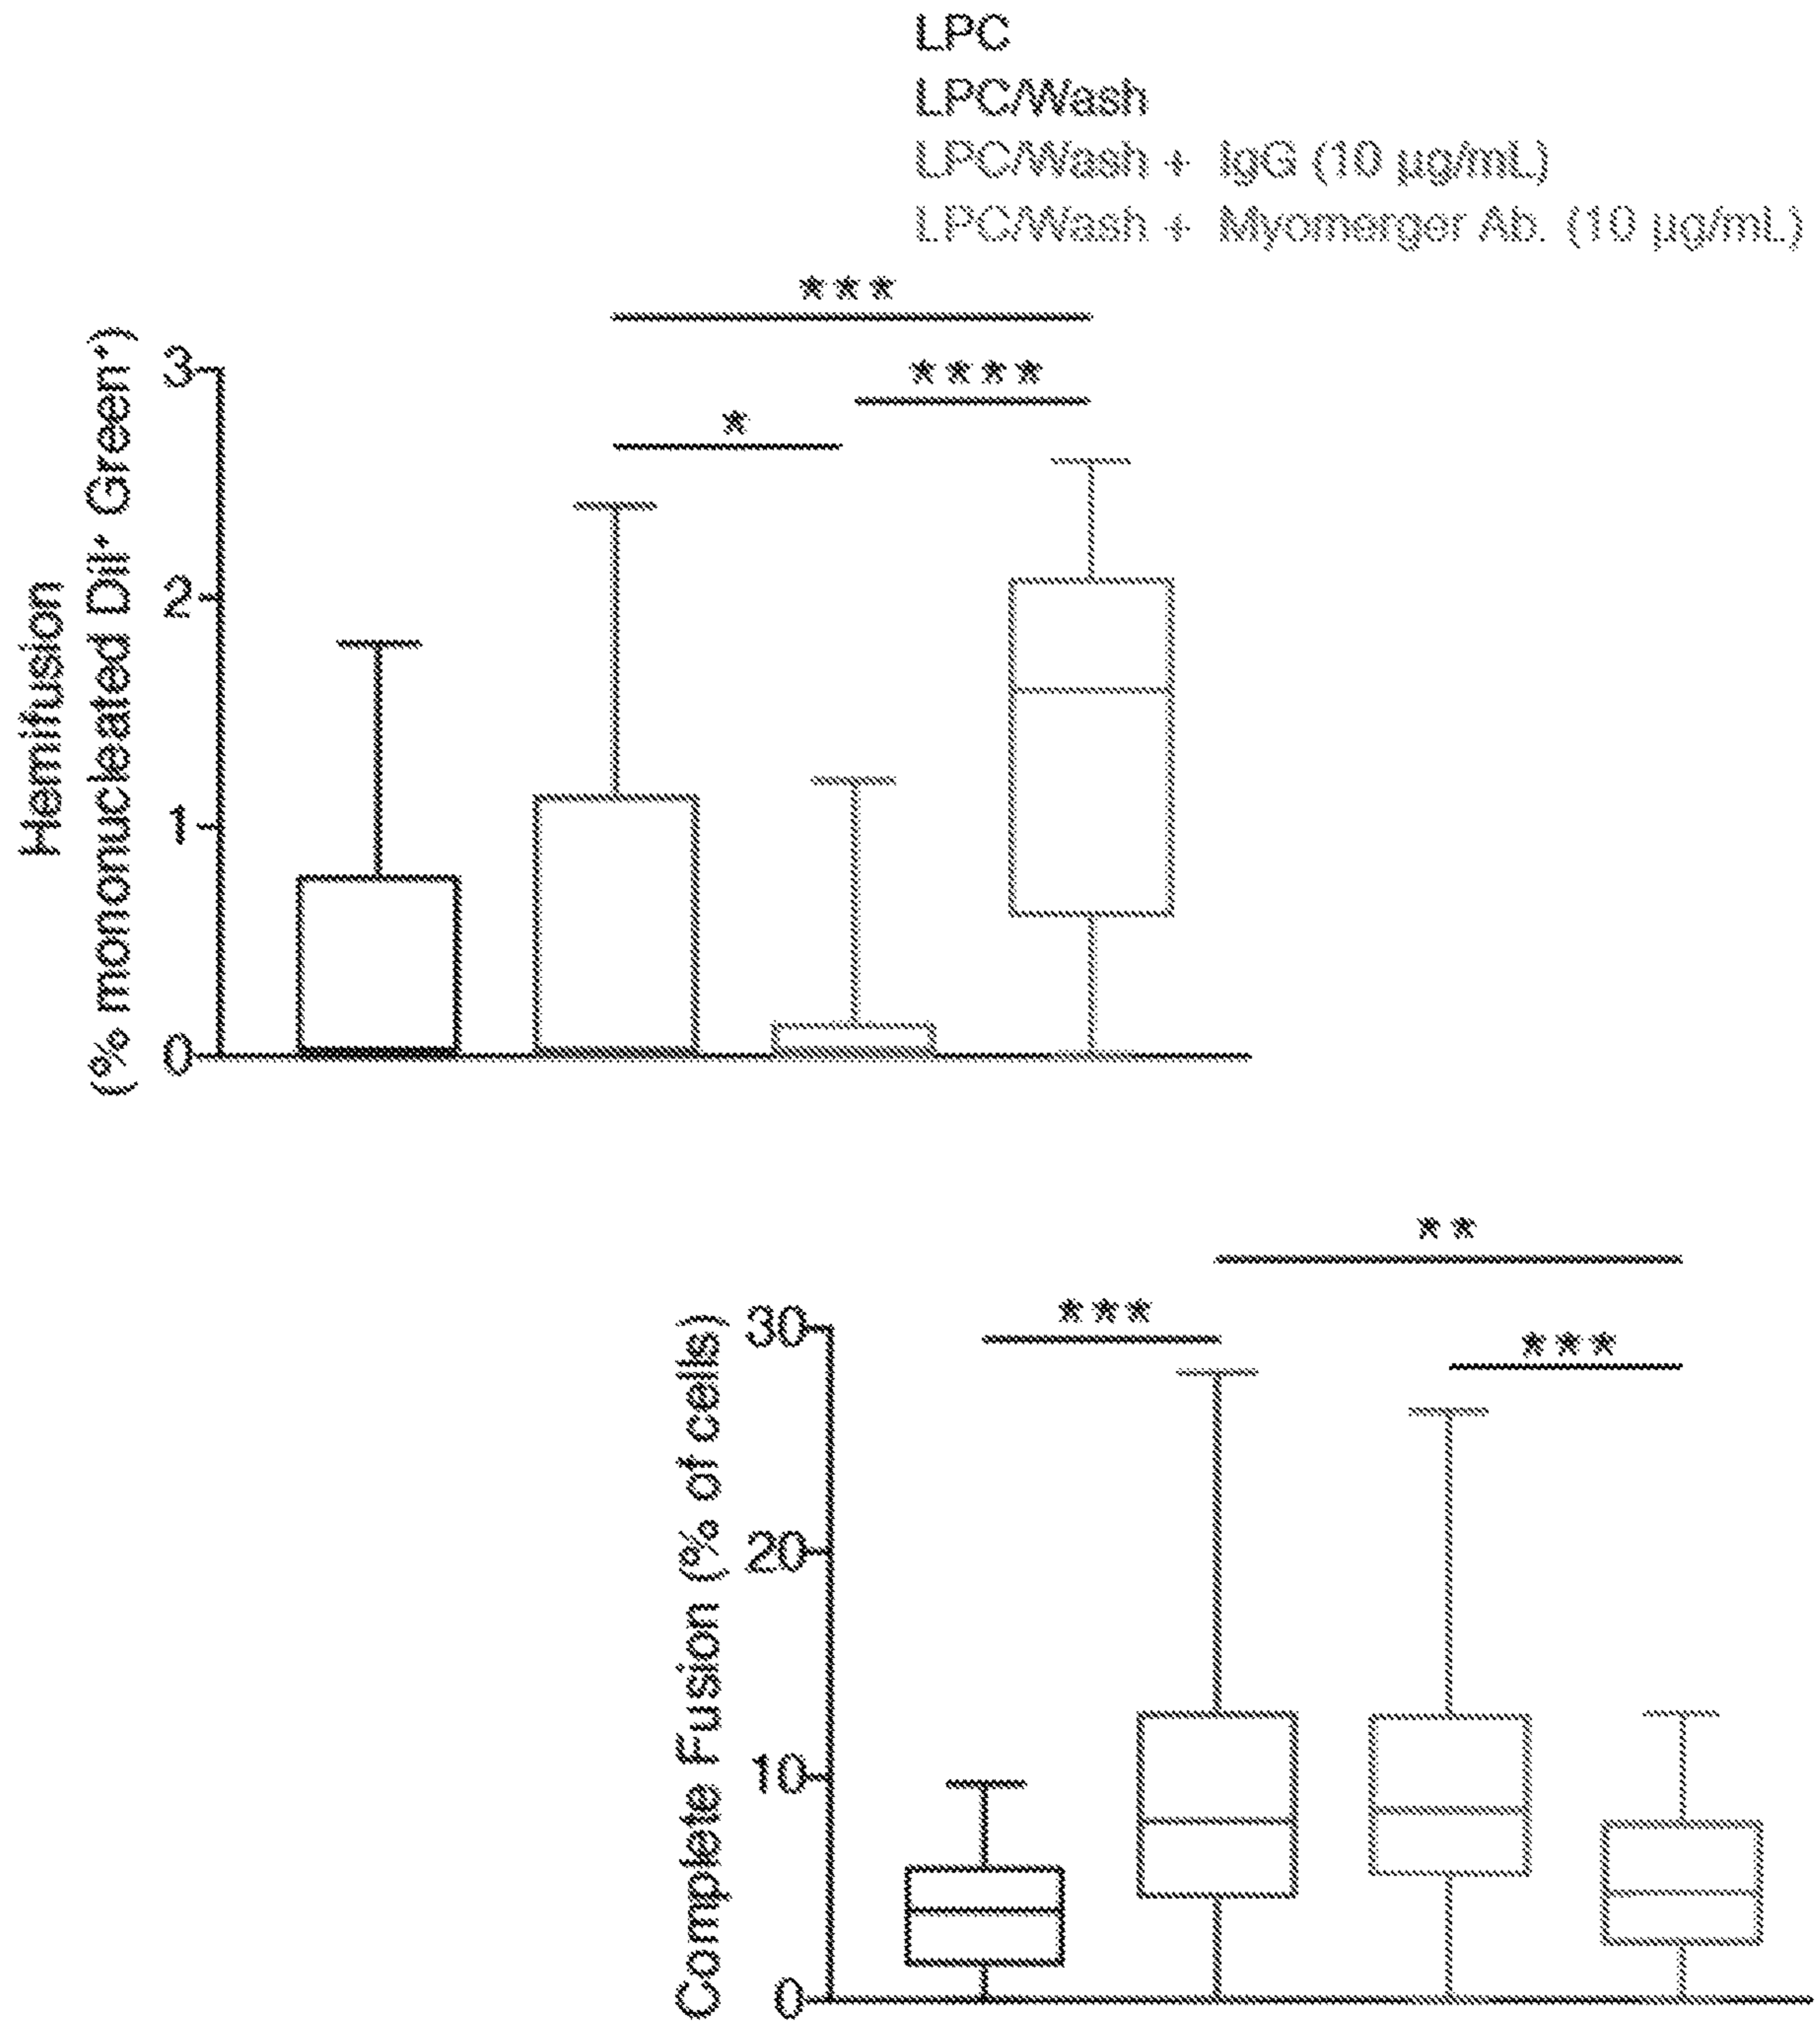 LPC
LPC/Wash
LPC/Wash + IgG (10 µg/mL)
LPC/Wash + Myomerger Ab. (10 µg/mL)
***
****
*
Hemifusion
(% mononucleated DiI⁺ Green⁺)
3
2
1
0
**
***
***
Complete Fusion (% of cells)
30
20
10
0